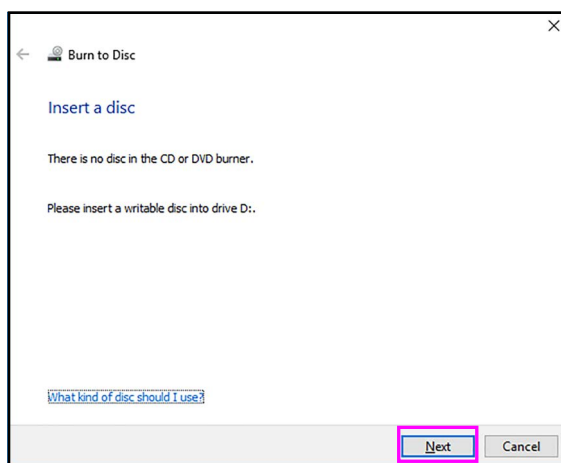 Burn to Disc
Insert a disc
There is no disc in the CD or DVD burner.
Please insert a writable disc into drive D:.
What kind of disc should I use?
Next
Cancel